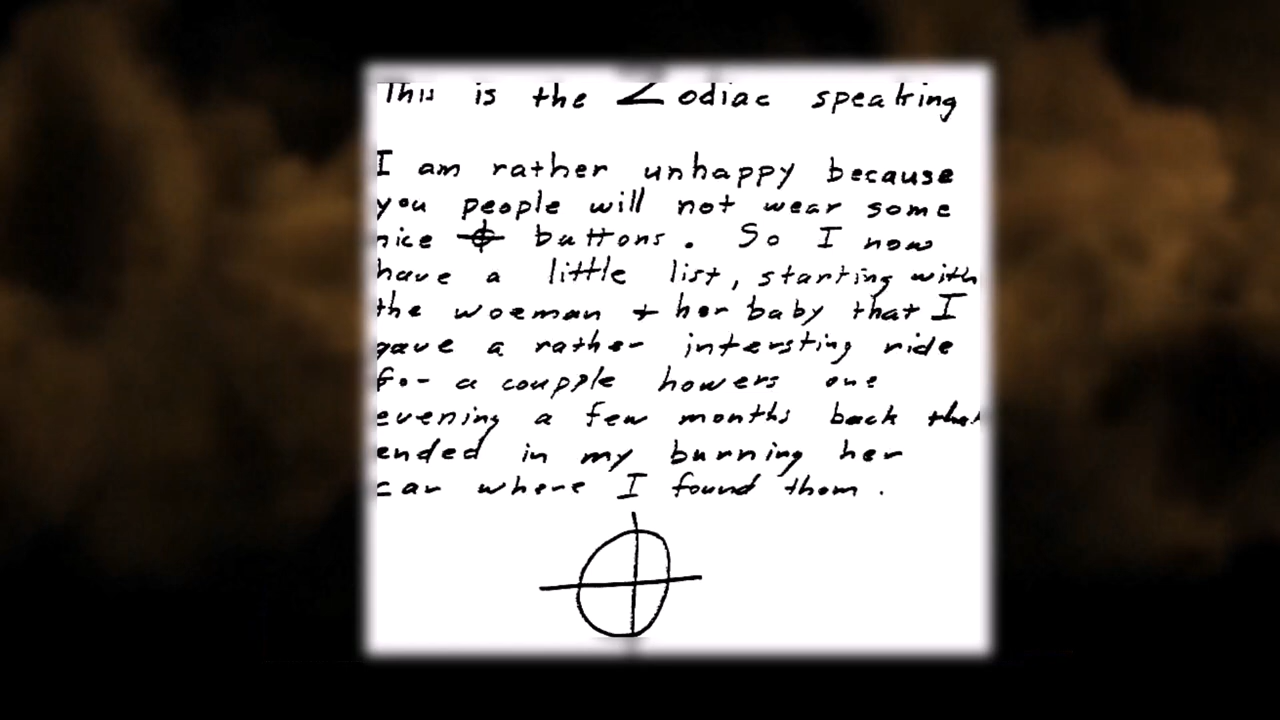 This is the Zodiac speaking
I am rather unhappy because
you people will not wear some
nice ⌖ buttons. So I now
have a little list, starting with
the woeman + her baby that I
gave a rather intersting ride
for a coupple howers one
evening a few months back that
ended in my burning her
car where I found them.